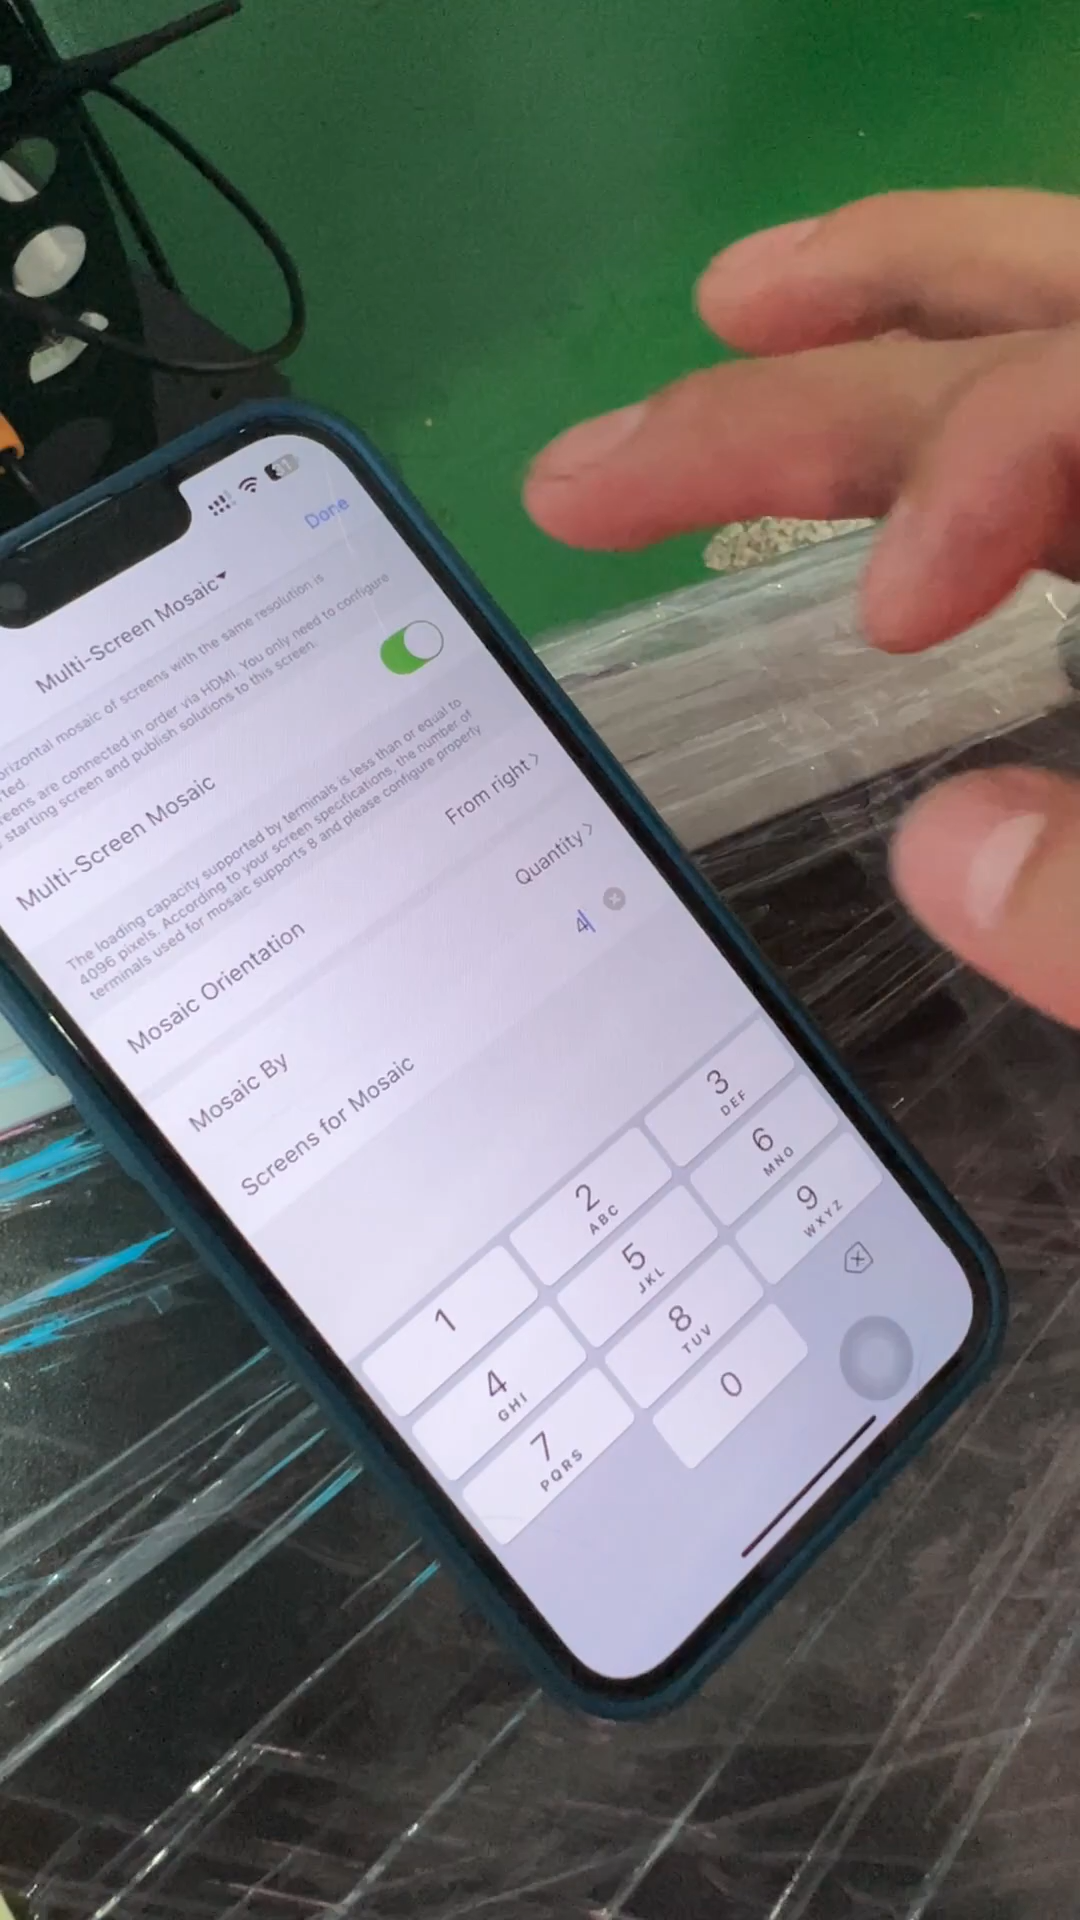 31
Done
Multi-Screen Mosaic
orizontal mosaic of screens with the same resolution is
rted.
reens are connected in order via HDMI. You only need to configure
starting screen and publish solutions to this screen.
Multi-Screen Mosaic
The loading capacity supported by terminals is less than or equal to
4096 pixels. According to your screen specifications, the number of
terminals used for mosaic supports 8 and please configure properly
Mosaic Orientation From right
Mosaic By Quantity
Screens for Mosaic 4
1 2 ABC 3 DEF
4 GHI 5 JKL 6 MNO
7 PQRS 8 TUV 9 WXYZ
0